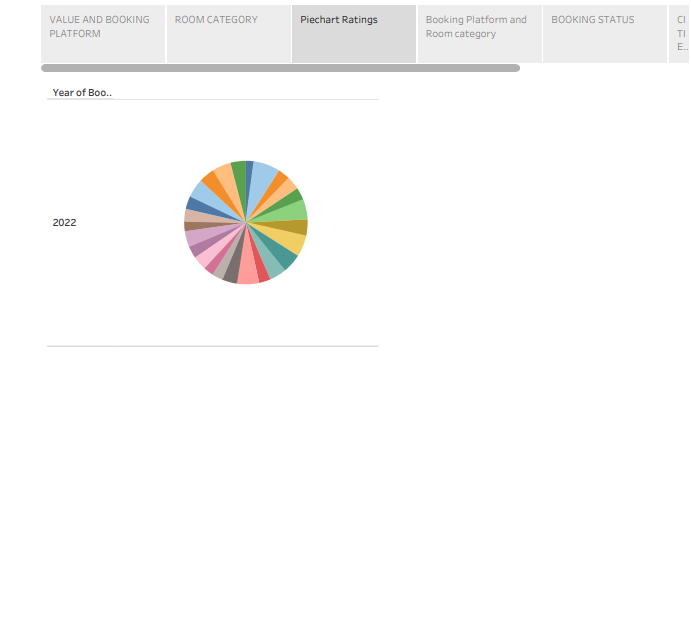 VALUE AND BOOKING
PLATFORM
ROOM CATEGORY
Piechart Ratings
Booking Platform and
Room category
BOOKING STATUS
CI
TI
E..
Year of Boo..
2022